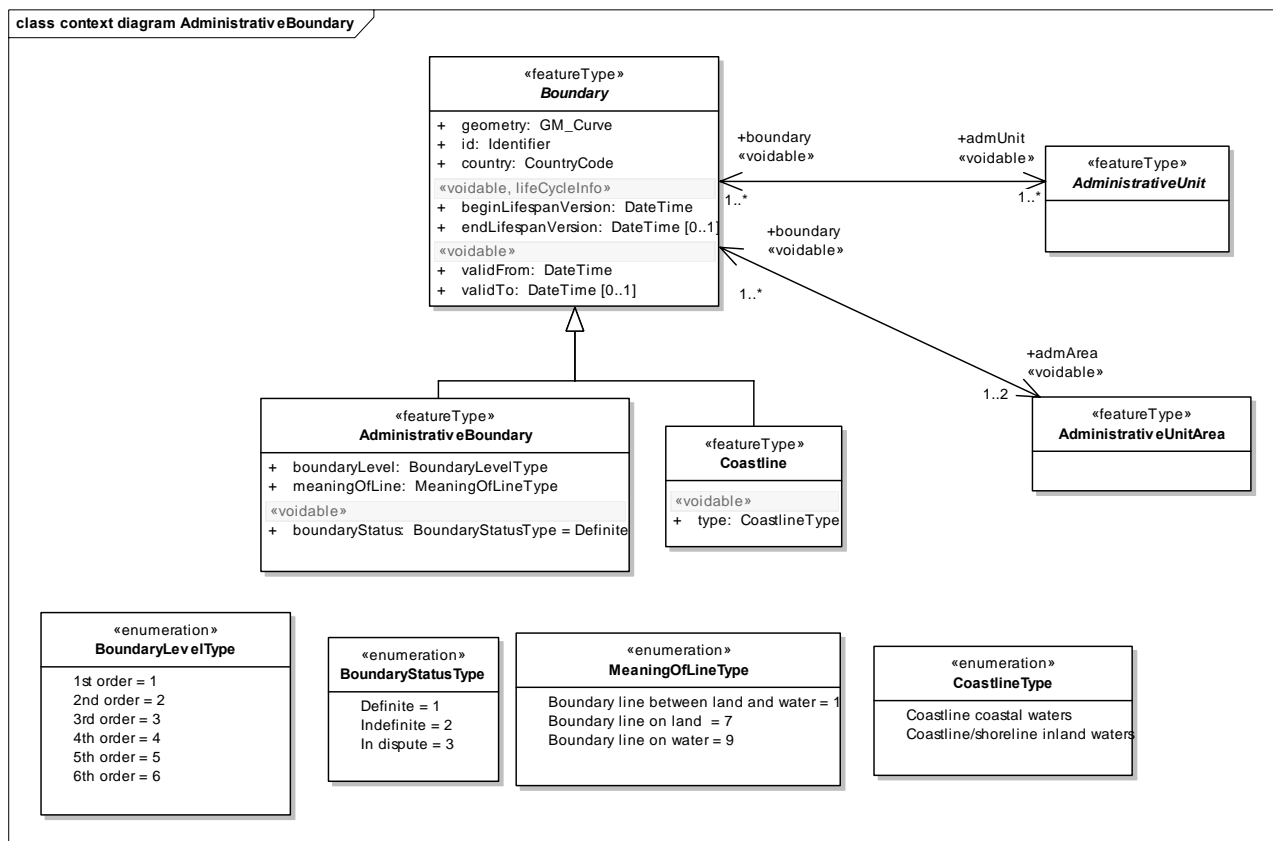 class context diagram AdministrativeBoundary
«featureType»
Boundary
+ geometry: GM_Curve
+ id: Identifier
+ country: CountryCode
«voidable, lifeCycleInfo»
+ beginLifespanVersion: DateTime
+ endLifespanVersion: DateTime [0..1]
«voidable»
+ validFrom: DateTime
+ validTo: DateTime [0..1]
+boundary
«voidable»
1..*
+admUnit
«voidable»
1..*
«featureType»
AdministrativeUnit
+boundary
«voidable»
1..*
+admArea
«voidable»
1..2
«featureType»
AdministrativeUnitArea
«featureType»
AdministrativeBoundary
+ boundaryLevel: BoundaryLevelType
+ meaningOfLine: MeaningOfLineType
«voidable»
+ boundaryStatus: BoundaryStatusType = Definite
«featureType»
Coastline
«voidable»
+ type: CoastlineType
«enumeration»
BoundaryLevelType
1st order = 1
2nd order = 2
3rd order = 3
4th order = 4
5th order = 5
6th order = 6
«enumeration»
BoundaryStatusType
Definite = 1
Indefinite = 2
In dispute = 3
«enumeration»
MeaningOfLineType
Boundary line between land and water = 1
Boundary line on land = 7
Boundary line on water = 9
«enumeration»
CoastlineType
Coastline coastal waters
Coastline/shoreline inland waters